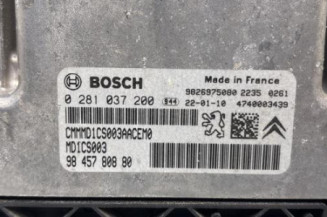 BOSCH
Made in France
9826975080 2235 0261
0 281 037 200
22-01-10 4740003439
CMMMD1CS003AACEM0
MD1CS003
98 457 808 80